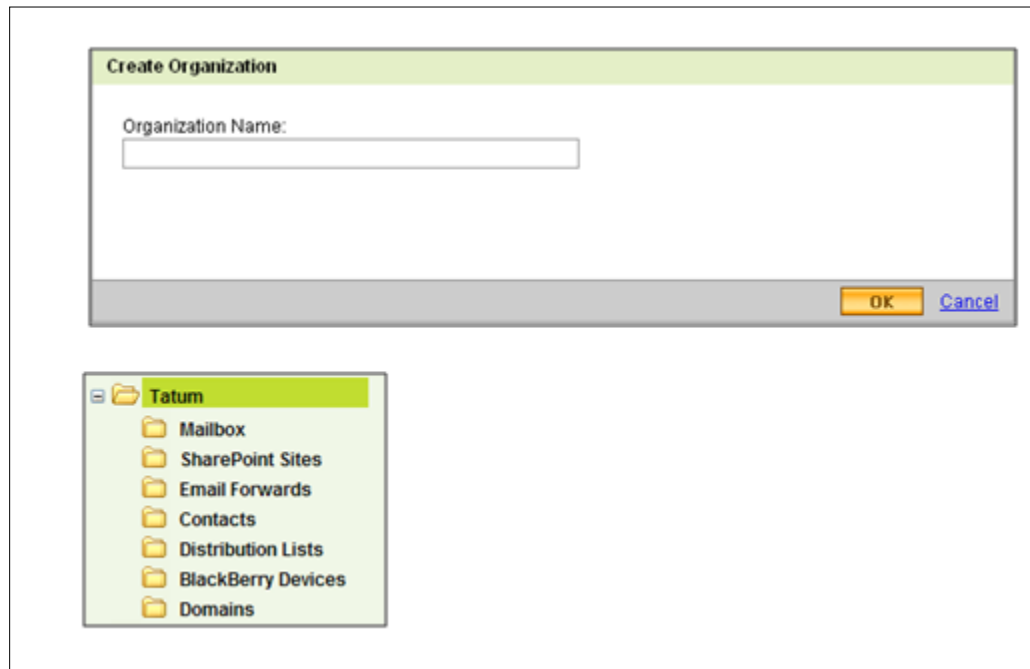 Create Organization
Organization Name:
OK Cancel
Tatum
Mailbox
SharePoint Sites
Email Forwards
Contacts
Distribution Lists
BlackBerry Devices
Domains